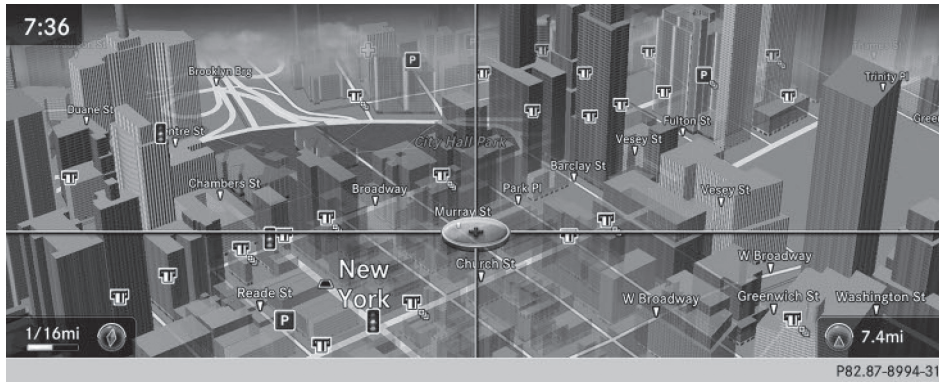 7:36
Brooklyn Brg
P
P
Trinity Pl
Duane St
Centre St
Fulton St
City Hall Park
Vesey St
Barclay St
Chambers St
Broadway
Park Pl
Vesey St
Murray St
Church St
W Broadway
New
York
Reade St
W Broadway
Greenwich St
Washington St
P
1/16mi
7.4mi
P82.87-8994-31